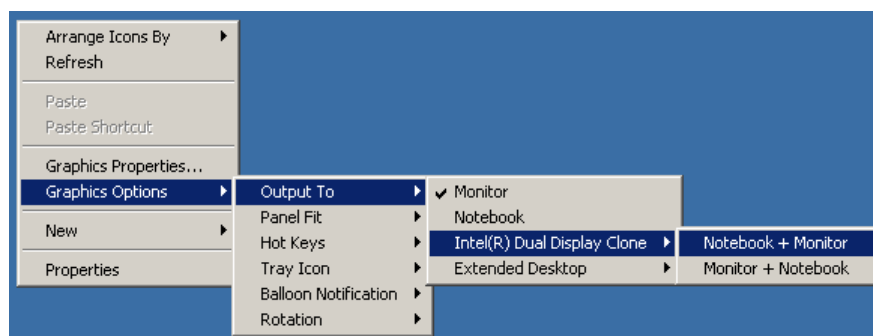 Arrange Icons By
Refresh
Paste
Paste Shortcut
Graphics Properties...
Graphics Options
New
Properties
Output To
Panel Fit
Hot Keys
Tray Icon
Balloon Notification
Rotation
Monitor
Notebook
Intel(R) Dual Display Clone
Extended Desktop
Notebook + Monitor
Monitor + Notebook